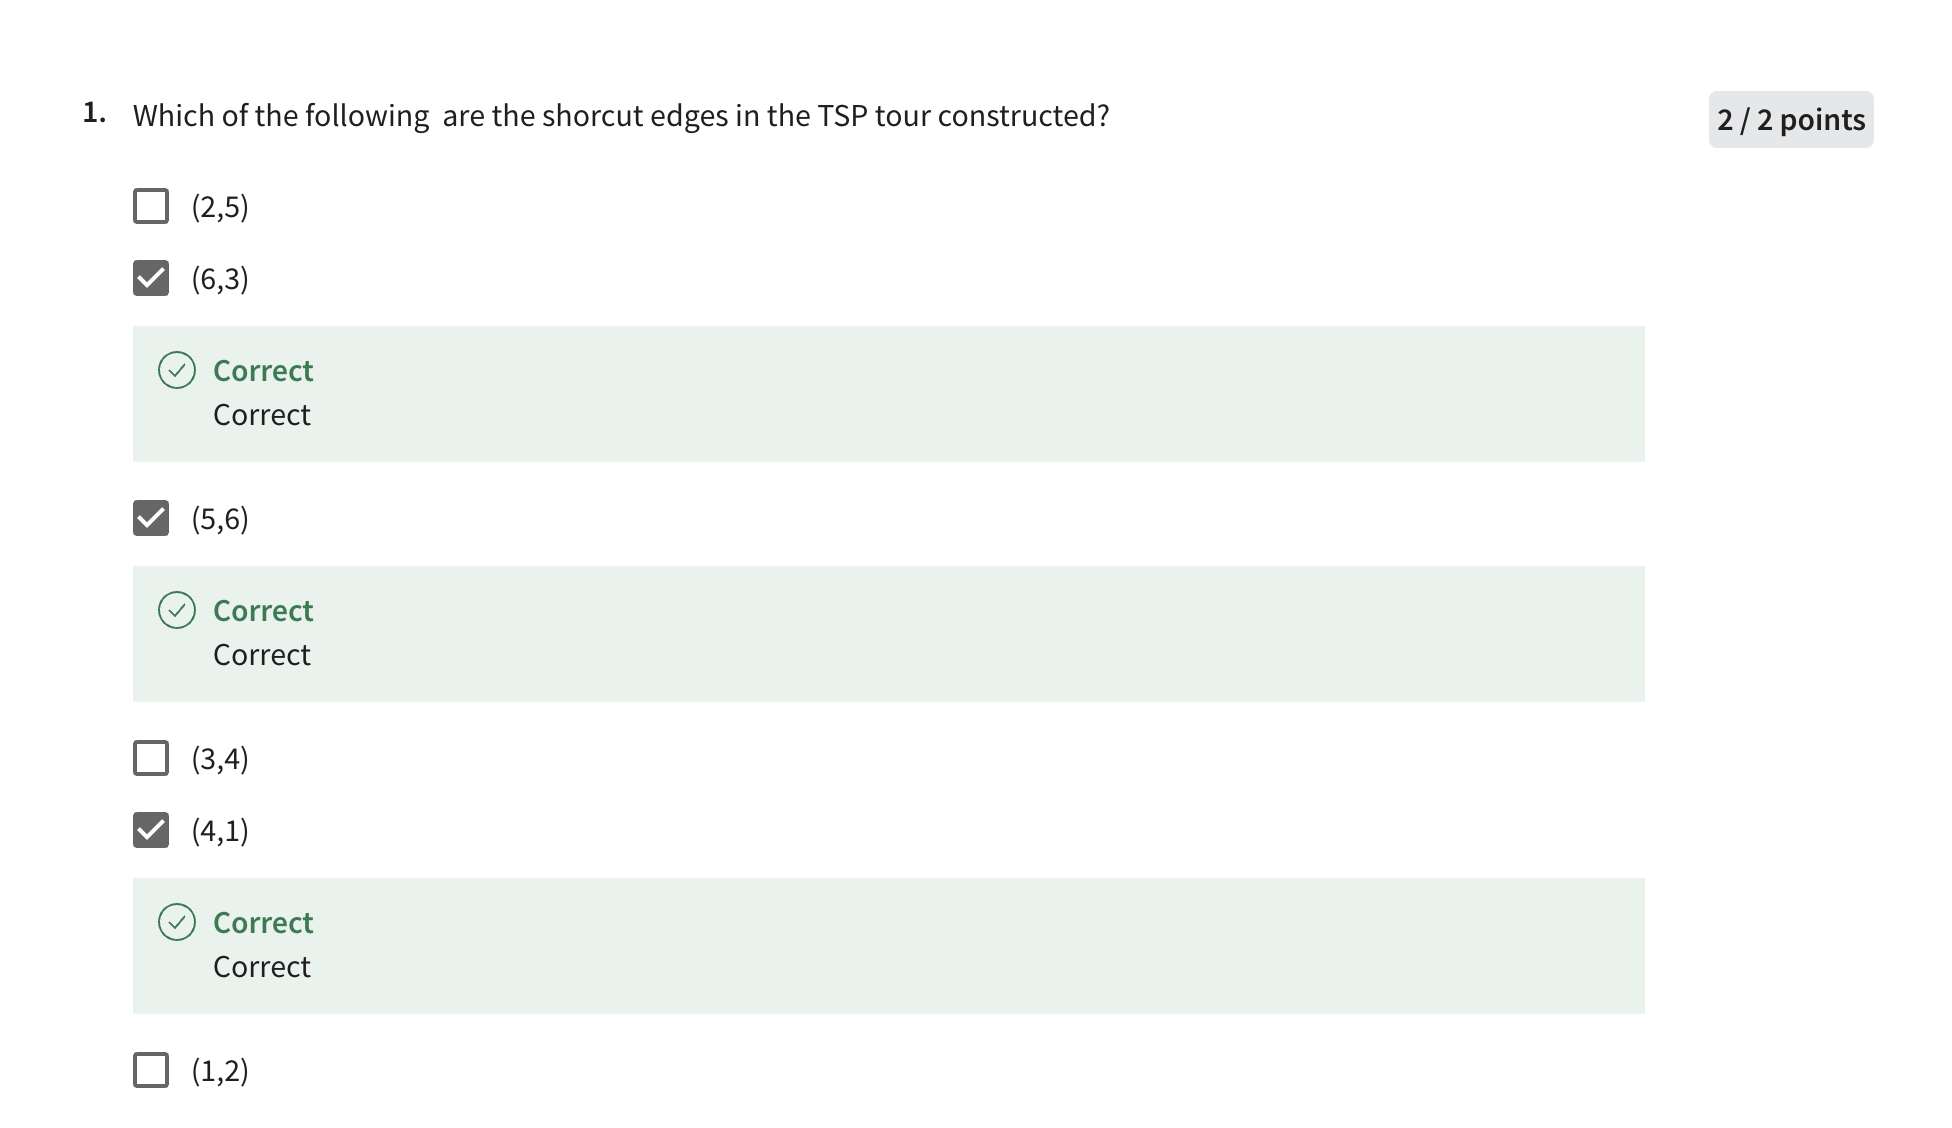 1. Which of the following are the shorcut edges in the TSP tour constructed?
2 / 2 points
(2,5)
(6,3)
Correct
Correct
(5,6)
Correct
Correct
(3,4)
(4,1)
Correct
Correct
(1,2)